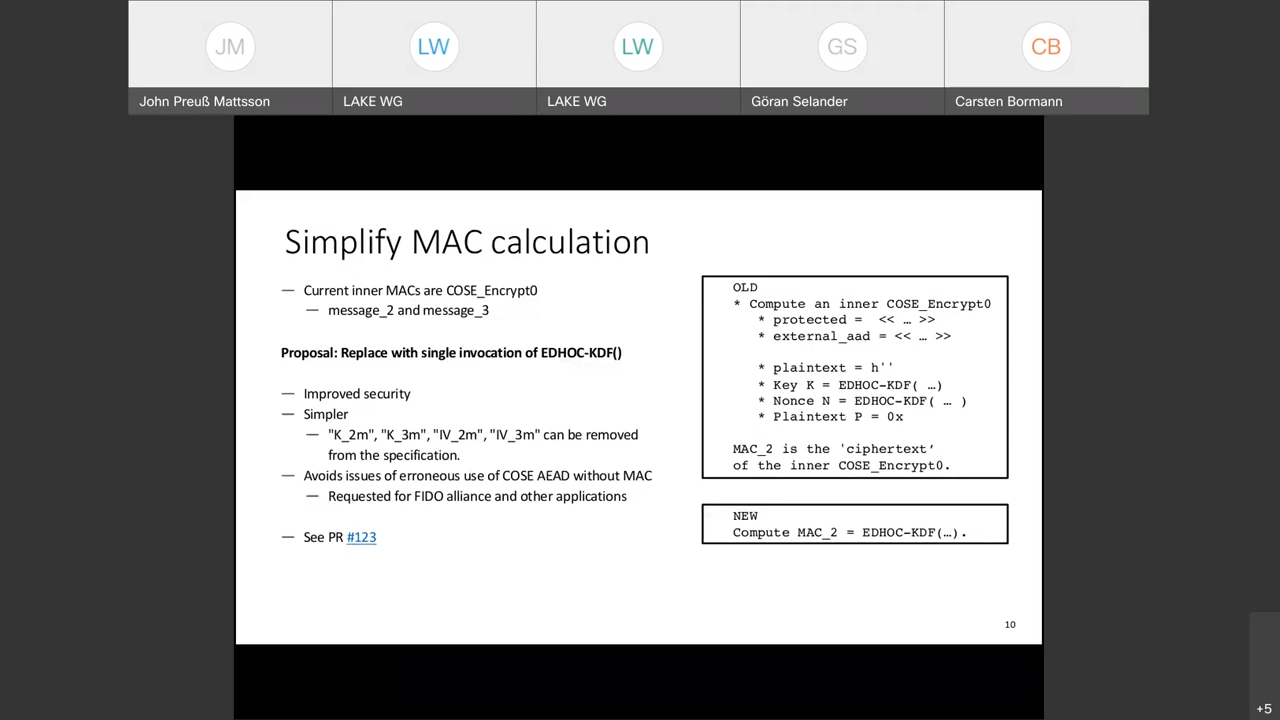 JM
LW
LW
GS
CB
John Preuß Mattsson
LAKE WG
LAKE WG
Göran Selander
Carsten Bormann
Simplify MAC calculation
— Current inner MACs are COSE_Encrypt0
— message_2 and message_3
Proposal: Replace with single invocation of EDHOC-KDF()
— Improved security
— Simpler
— "K_2m", "K_3m", "IV_2m", "IV_3m" can be removed
from the specification.
— Avoids issues of erroneous use of COSE AEAD without MAC
— Requested for FIDO alliance and other applications
— See PR #123
OLD
* Compute an inner COSE_Encrypt0
* protected = << … >>
* external_aad = << … >>
* plaintext = h''
* Key K = EDHOC-KDF( …)
* Nonce N = EDHOC-KDF( … )
* Plaintext P = 0x
MAC_2 is the 'ciphertext’
of the inner COSE_Encrypt0.
NEW
Compute MAC_2 = EDHOC-KDF(…).
10
+5